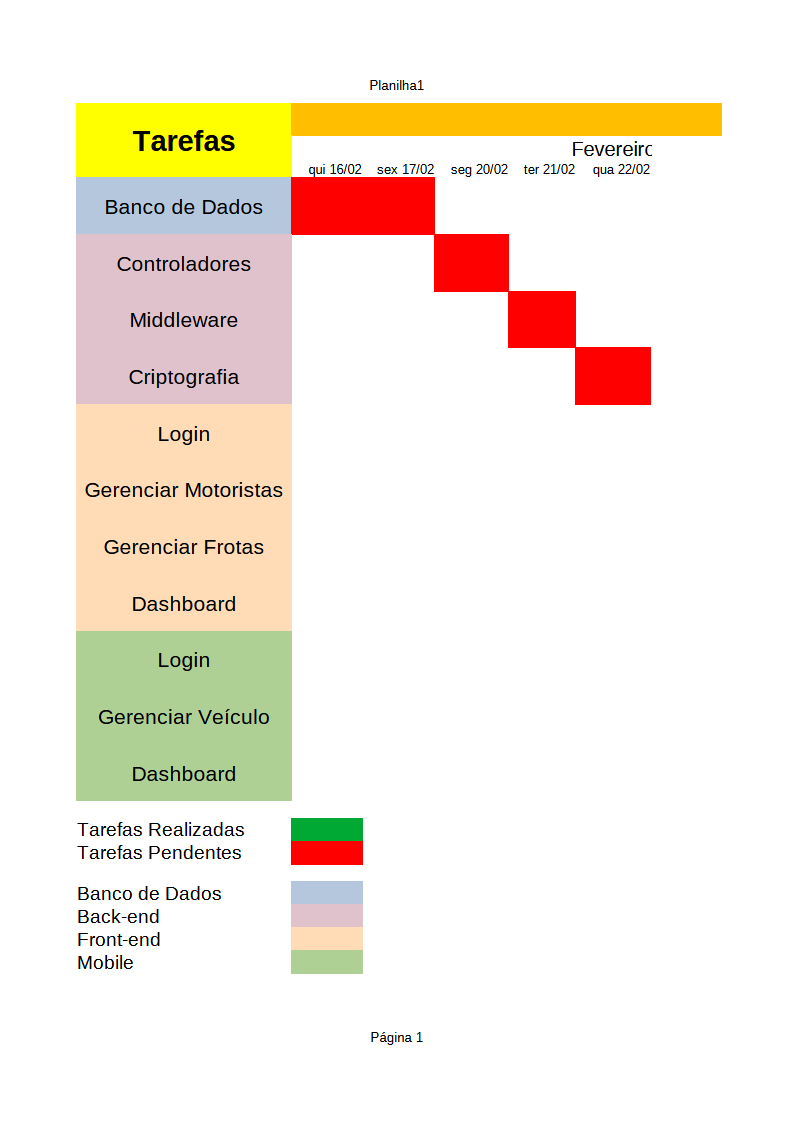 Planilha1
Tarefas
Fevereiro
qui 16/02 sex 17/02 seg 20/02 ter 21/02 qua 22/02
Banco de Dados
Controladores
Middleware
Criptografia
Login
Gerenciar Motoristas
Gerenciar Frotas
Dashboard
Login
Gerenciar Veículo
Dashboard
Tarefas Realizadas
Tarefas Pendentes
Banco de Dados
Back-end
Front-end
Mobile
Página 1